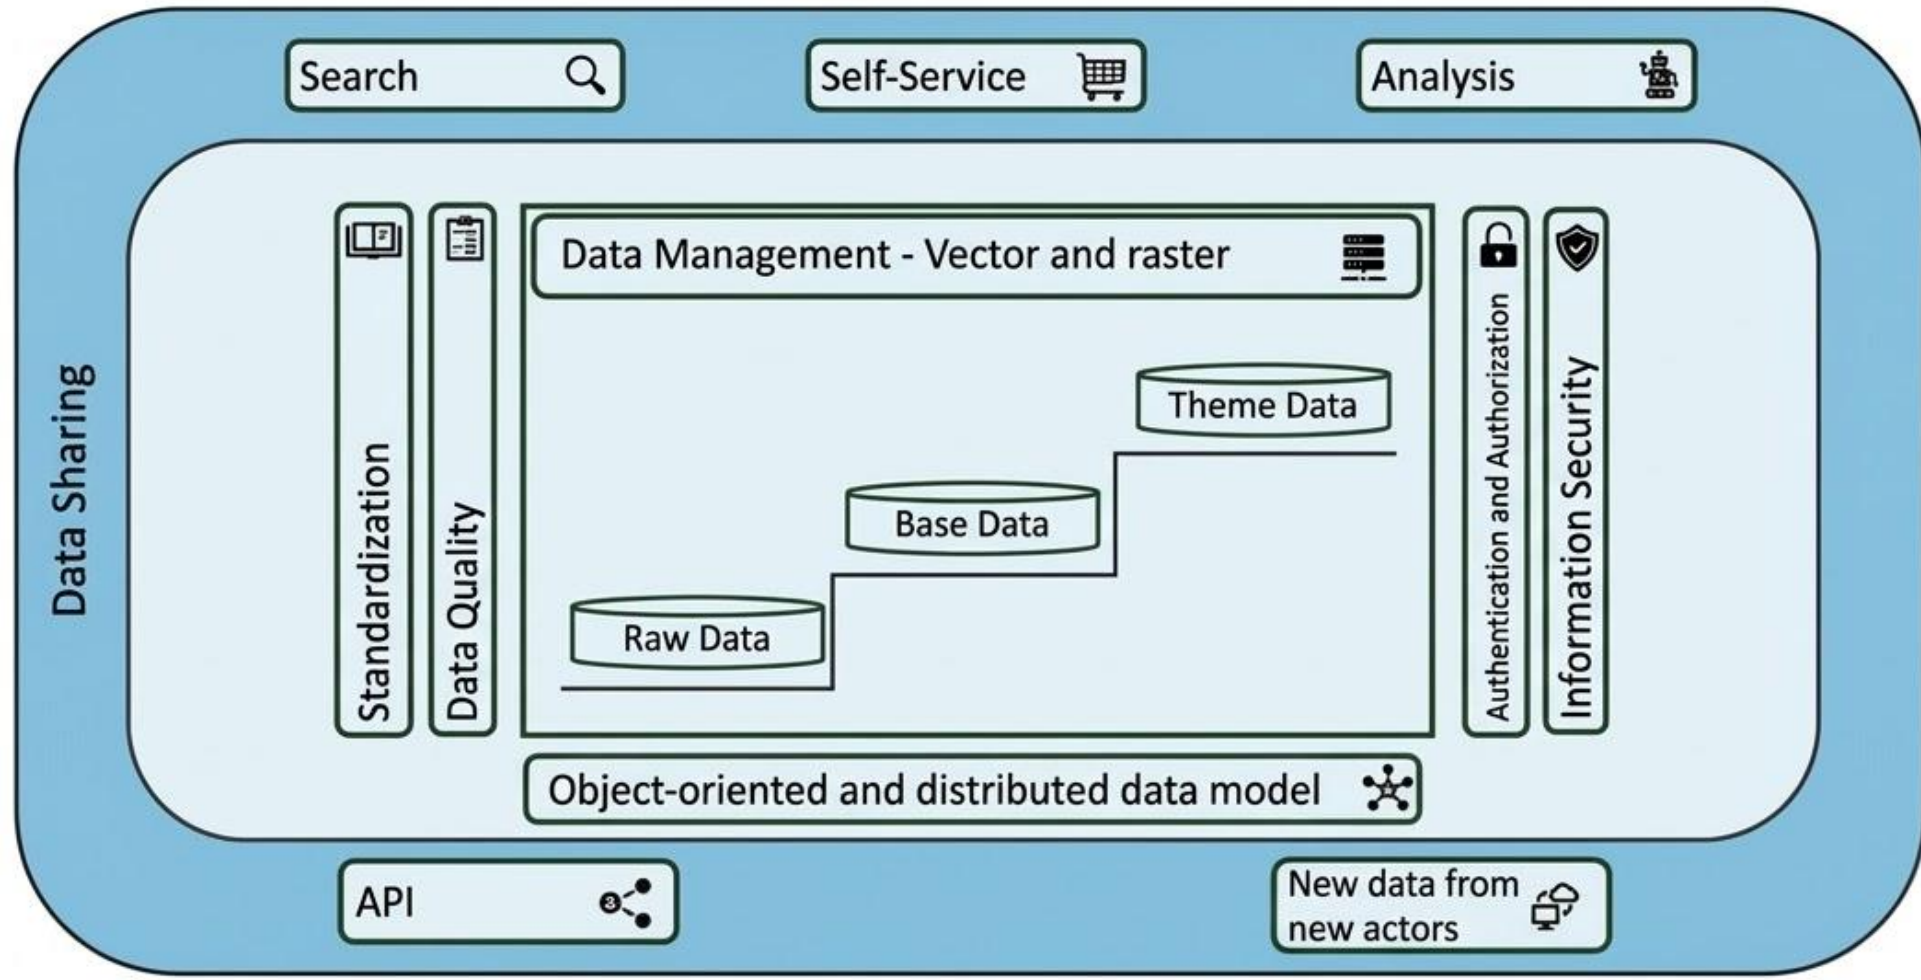 Search
Self-Service
Analysis
Data Sharing
Standardization
Data Quality
Data Management - Vector and raster
Theme Data
Base Data
Raw Data
Authentication and Authorization
Information Security
Object-oriented and distributed data model
API
New data from
new actors